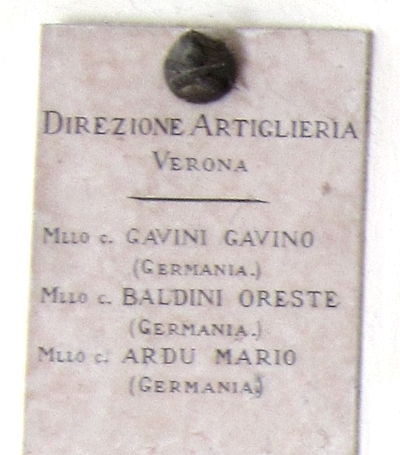 DIREZIONE ARTIGLIERIA
VERONA
MLLO C. GAVINI GAVINO
(GERMANIA.)
MLLO C. BALDINI ORESTE
(GERMANIA.)
MLLO C. ARDU MARIO
(GERMANIA.)